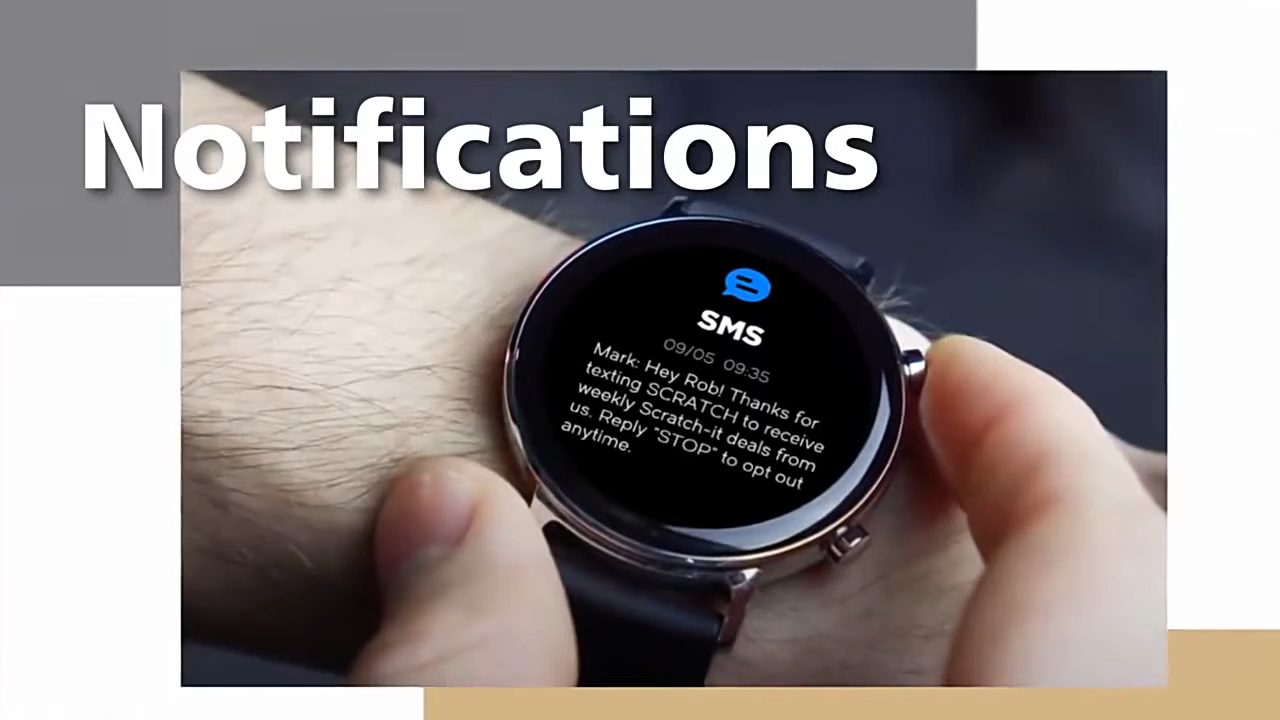 Notifications
SMS
09/05 09:35
Mark: Hey Rob! Thanks for
texting SCRATCH to receive
weekly Scratch-it deals from
us. Reply "STOP" to opt out
anytime.